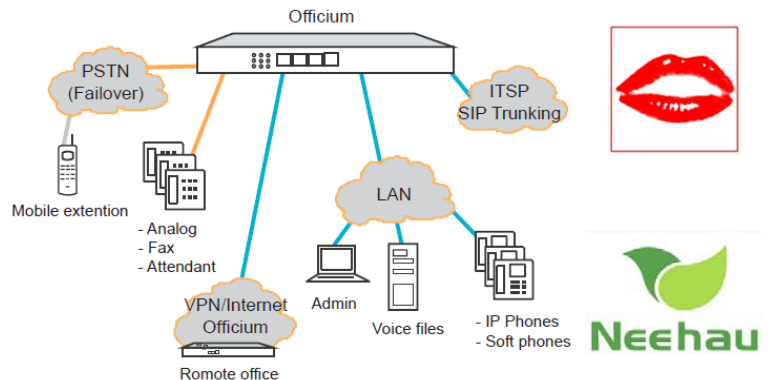 Officium
PSTN
(Failover)
ITSP
SIP Trunking
Mobile extention
- Analog
- Fax
- Attendant
LAN
VPN/Internet
Officium
Romote office
Admin
Voice files
- IP Phones
- Soft phones
Neehau